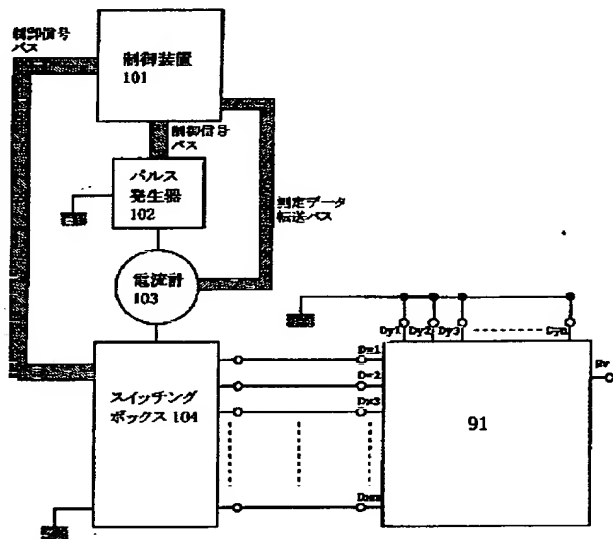 制御信号
バス
制御装置
101
制御信号
バス
パルス
発生器
102
測定データ
転送バス
電流計
103
スイッチング
ボックス 104
Dx1
Dx2
Dx3
Dxm
Dy1 Dy2 Dy3 Dyn
91